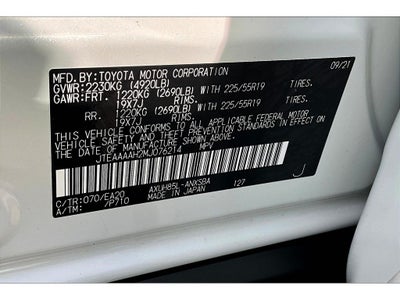 MFD.BY:TOYOTA MOTOR CORPORATION 09/21
GVWR:2230KG (4920LB)
GAWR:FRT. 1220KG (2690LB) WITH 225/55R19 TIRES.
19X7J RIMS.
RR. 1220KG (2690LB) WITH 225/55R19 TIRES.
19X7J RIMS.
THIS VEHICLE CONFORMS TO ALL APPLICABLE FEDERAL MOTOR VEHICLE SAFETY
STANDARDS IN EFFECT ON THE DATE OF MANUFACTURE SHOWN ABOVE.
JTEAAAAH2MJ076214 MPV
C/TR:070/EA20 AXUH85L-ANXSBA 127
A/TM: /P710 MADE IN JAPAN
J